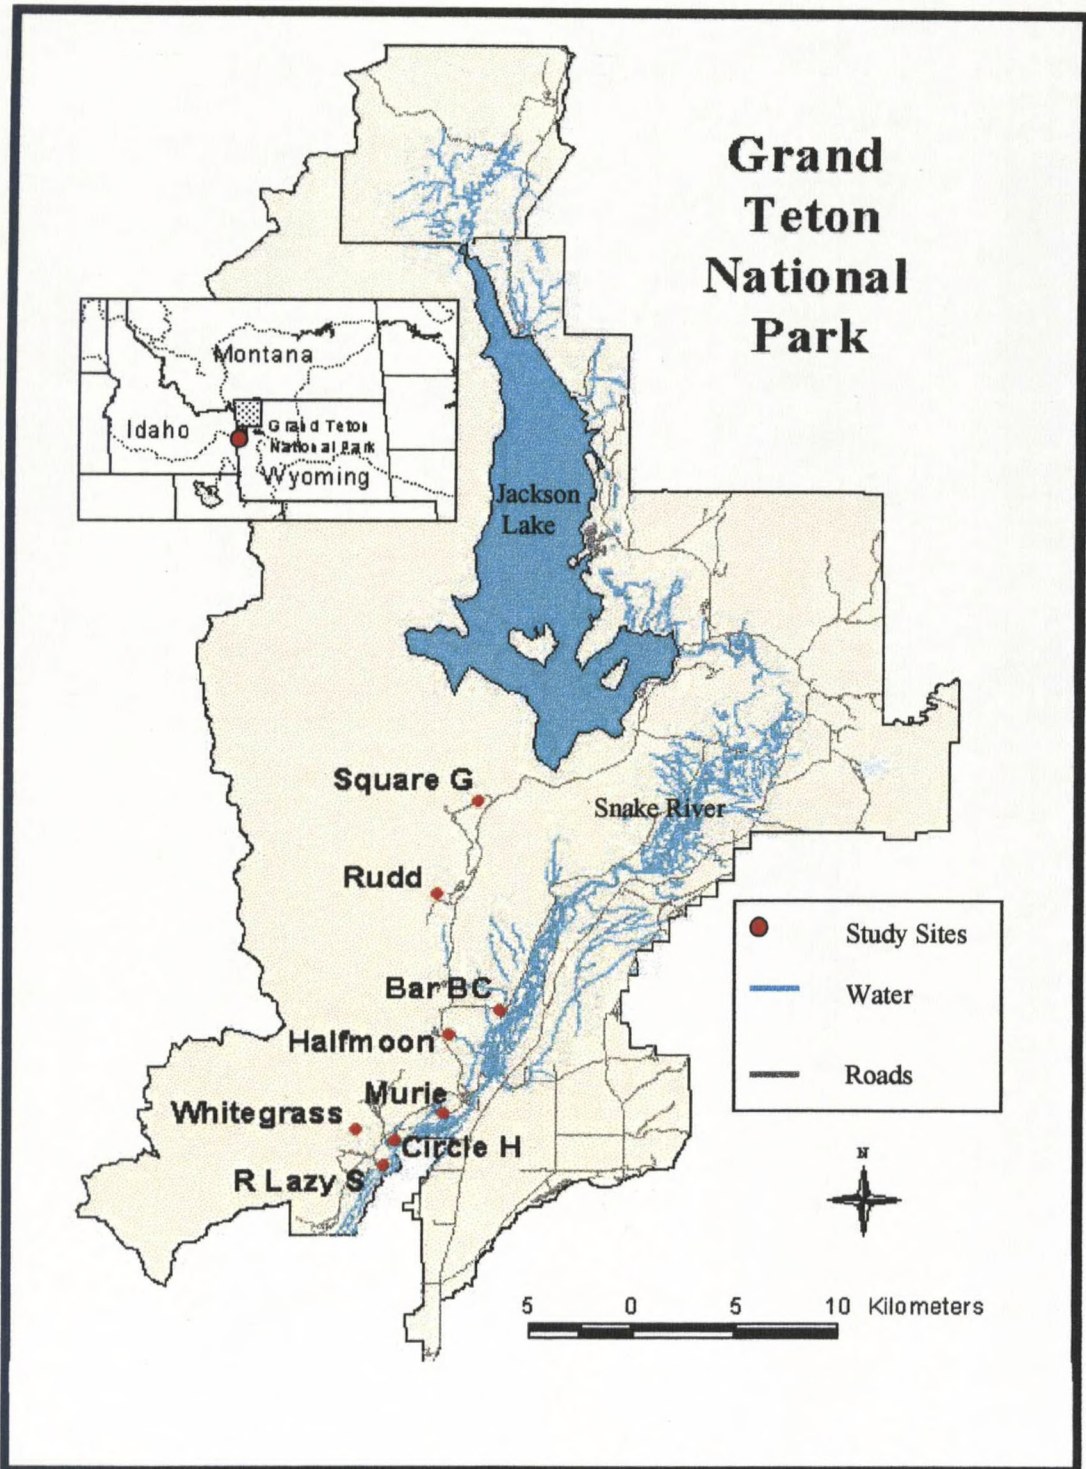 Grand
Teton
National
Park
Montana
Idaho
Grand Teton
National Park
Wyoming
Jackson
Lake
Square G
Snake River
Rudd
Bar BC
Halfmoon
Murie
Whitegrass
Circle H
R Lazy S
Study Sites
Water
Roads
N
5 0 5 10 Kilometers